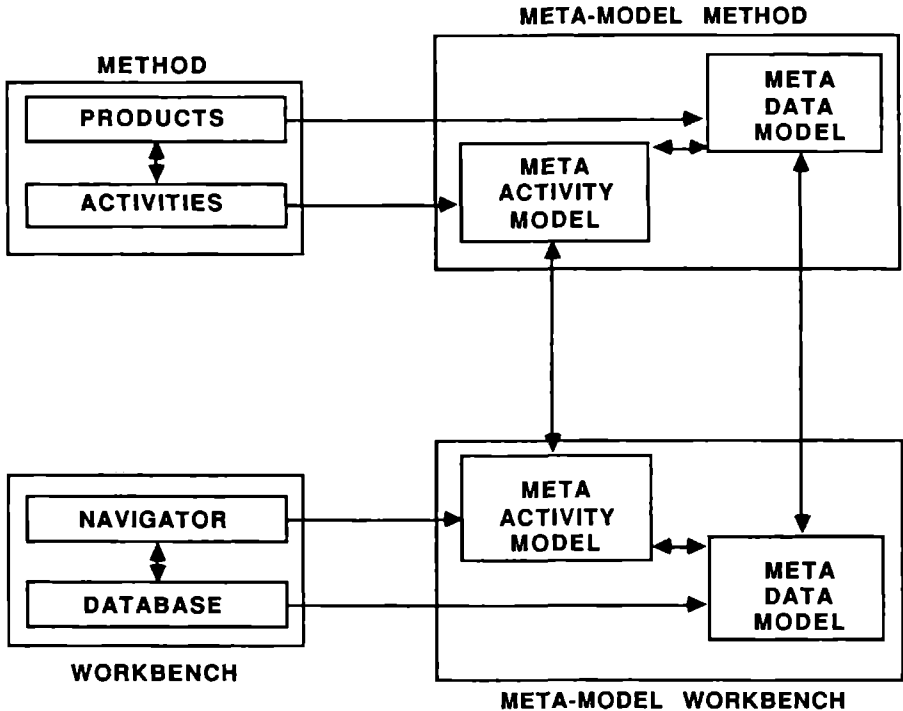 META-MODEL METHOD
METHOD
PRODUCTS
ACTIVITIES
META
DATA
MODEL
META
ACTIVITY
MODEL
NAVIGATOR
DATABASE
WORKBENCH
META
ACTIVITY
MODEL
META
DATA
MODEL
META-MODEL WORKBENCH